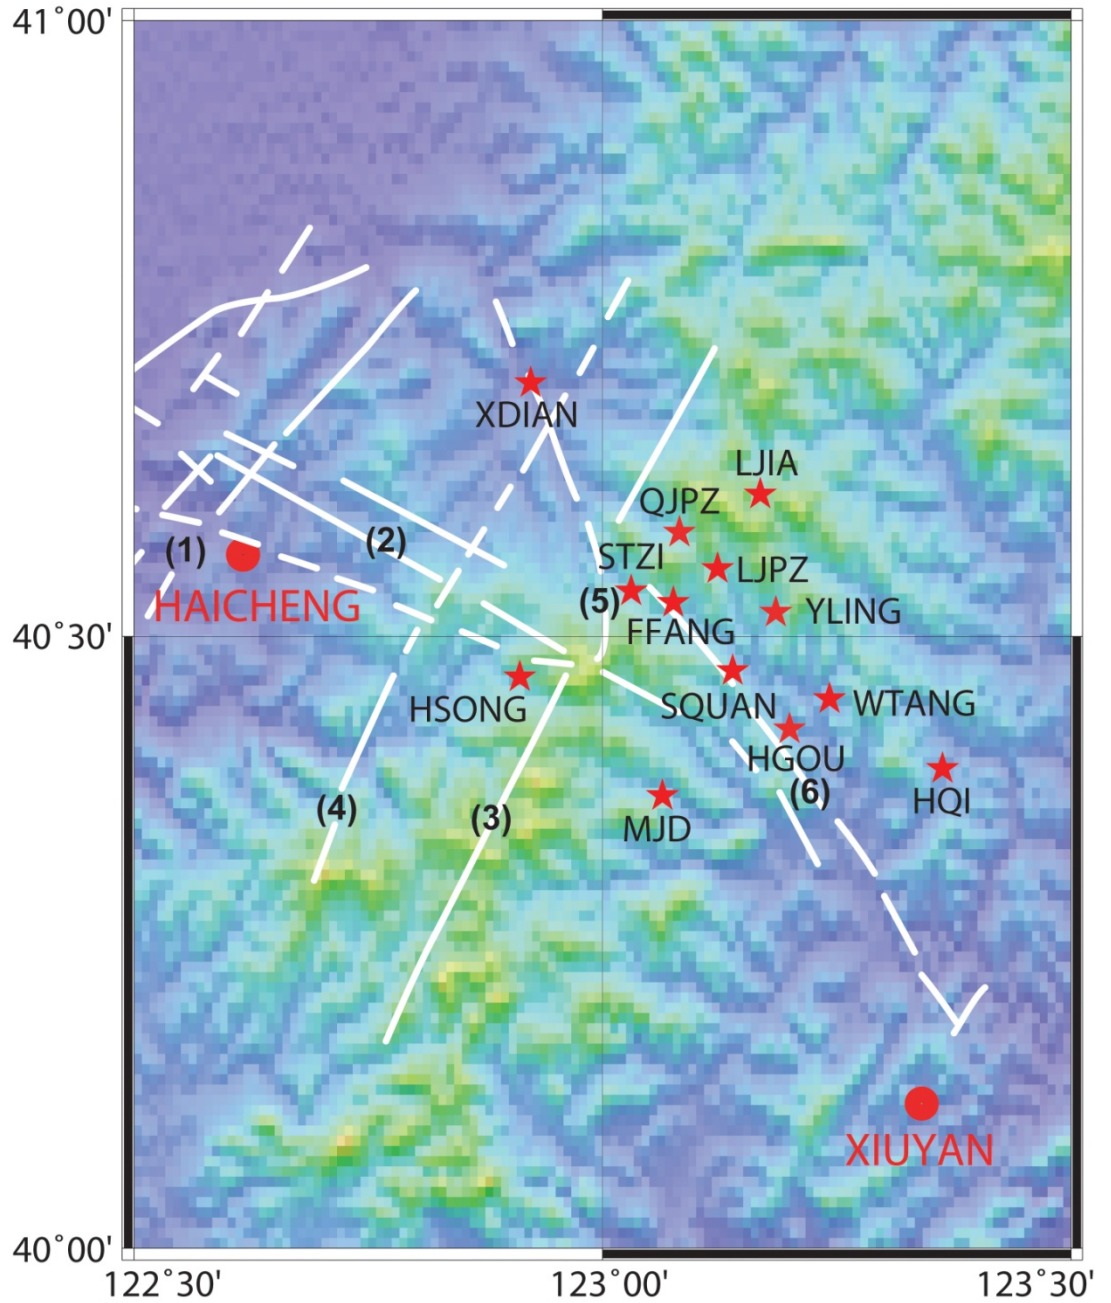 41°00'
XDIAN
LJIA
QJPZ
STZI
LJPZ
(1)
(2)
HAICHENG
(5)
YLING
FFANG
40°30'
HSONG
SQUAN
WTANG
HGOU
(6)
HQI
(4)
(3)
MJD
XIUYAN
40°00'
122°30'
123°00'
123°30'